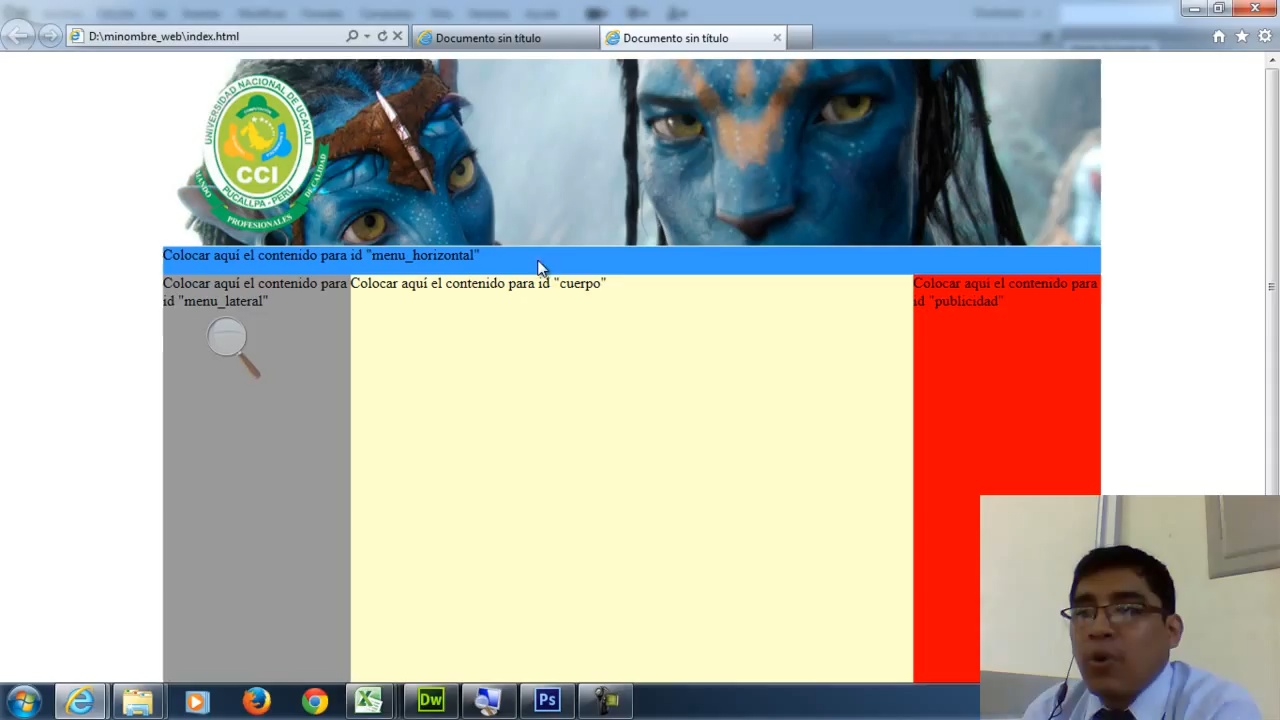 D:\minombre_web\index.html
Documento sin título
Documento sin título
UNIVERSIDAD NACIONAL DE UCAYALI
CCI
PUCALLPA - PERU
PROFESIONALES
DE CALIDAD
Colocar aquí el contenido para id "menu_horizontal"
Colocar aquí el contenido para
id "menu_lateral"
Colocar aquí el contenido para id "cuerpo"
Colocar aquí el contenido para
id "publicidad"
Dw
Ps